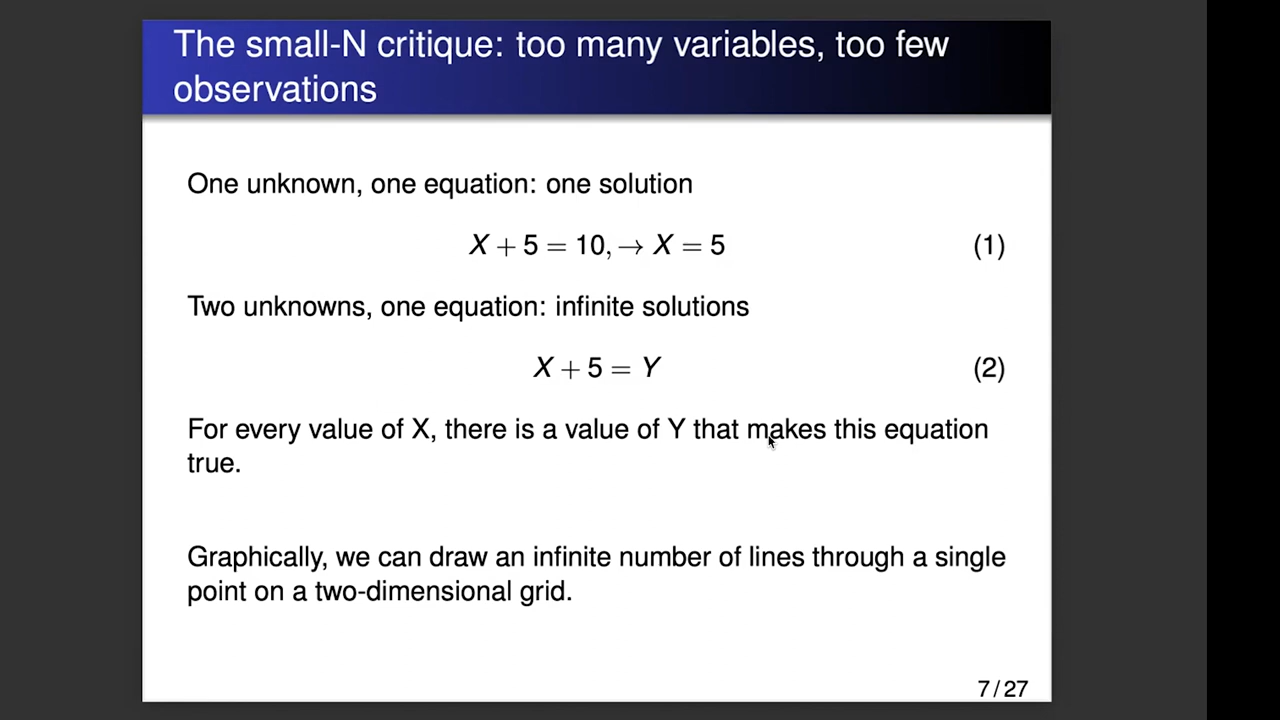 The small-N critique: too many variables, too few
observations
One unknown, one equation: one solution
X + 5 = 10, → X = 5 (1)
Two unknowns, one equation: infinite solutions
X + 5 = Y (2)
For every value of X, there is a value of Y that makes this equation
true.
Graphically, we can draw an infinite number of lines through a single
point on a two-dimensional grid.
7 / 27